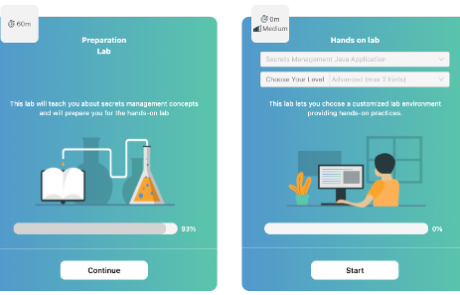 60m
Preparation
Lab
This lab will teach you about secrets management concepts
and will prepare you for the hands-on lab
93%
Continue
0m
Medium
Hands on lab
Secrets Management Java Application
Choose Your Level Advanced (max 2 hints)
This lab lets you choose a customized lab environment
providing hands-on practices.
0%
Start